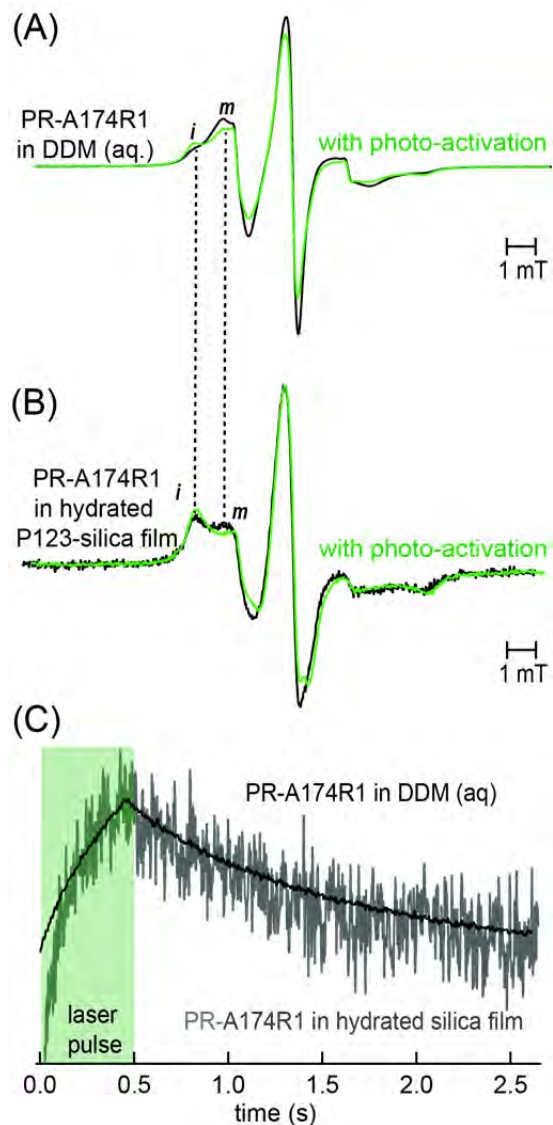 (A)
PR-A174R1
in DDM (aq.)
i
m
with photo-activation
1 mT
(B)
PR-A174R1
in hydrated
P123-silica film
i
m
with photo-activation
1 mT
(C)
PR-A174R1 in DDM (aq)
laser
pulse
PR-A174R1 in hydrated silica film
0.0 0.5 1.0 1.5 2.0 2.5
time (s)